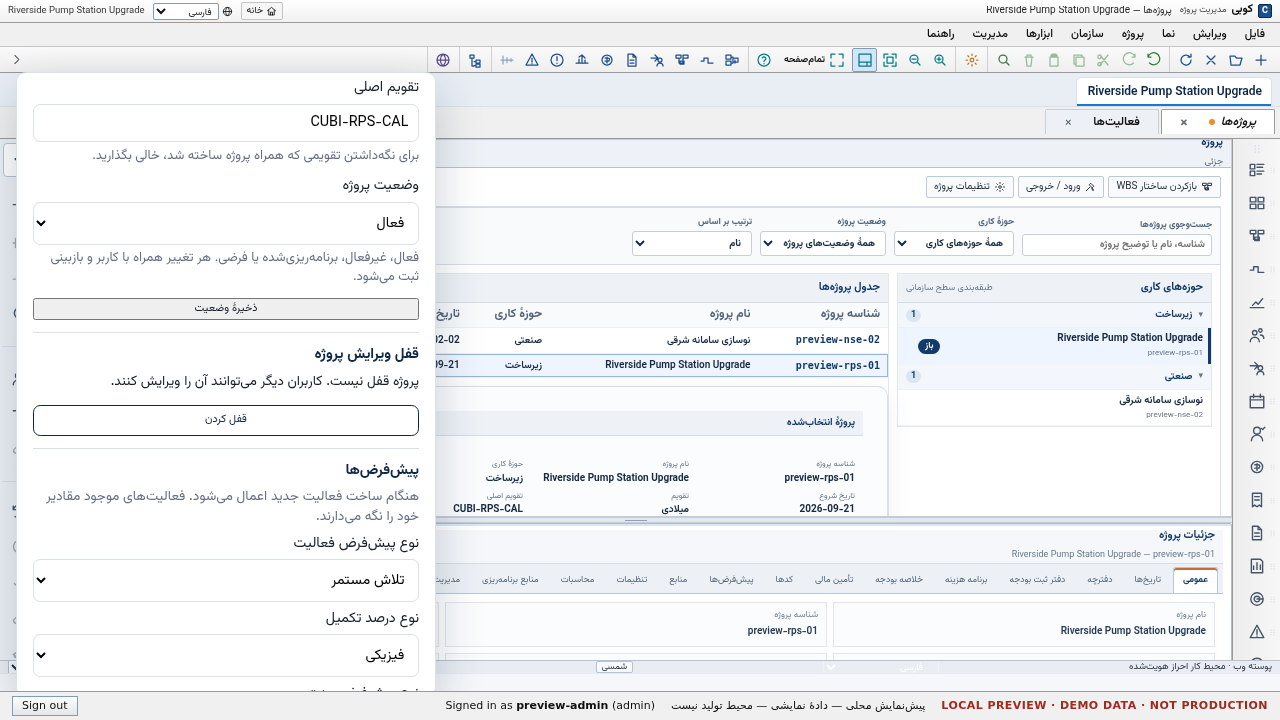 کوبی مدیریت پروژه پروژه‌ها — Riverside Pump Station Upgrade
خانه
فارسی
Riverside Pump Station Upgrade
فایل ویرایش نما پروژه سازمان ابزارها مدیریت راهنما
تمام‌صفحه
Riverside Pump Station Upgrade
پروژه‌ها ×
فعالیت‌ها ×
پروژه
جزئی
بازکردن ساختار WBS
ورود / خروجی
تنظیمات پروژه
جست‌وجوی پروژه‌ها
شناسه، نام یا توضیح پروژه
حوزهٔ کاری
همهٔ حوزه‌های کاری
وضعیت پروژه
همهٔ وضعیت‌های پروژه
ترتیب بر اساس
نام
حوزه‌های کاری
طبقه‌بندی سطح سازمانی
زیرساخت 1
Riverside Pump Station Upgrade
preview-rps-01
باز
صنعتی 1
نوسازی سامانه شرقی
preview-nse-02
جدول پروژه‌ها
شناسه پروژه نام پروژه حوزهٔ کاری تاریخ
preview-nse-02 نوسازی سامانه شرقی صنعتی 02-02
preview-rps-01 Riverside Pump Station Upgrade زیرساخت 09-21
پروژهٔ انتخاب‌شده
شناسه پروژه
preview-rps-01
نام پروژه
Riverside Pump Station Upgrade
حوزهٔ کاری
زیرساخت
تاریخ شروع
2026-09-21
تقویم
میلادی
تقویم اصلی
CUBI-RPS-CAL
جزئیات پروژه
Riverside Pump Station Upgrade — preview-rps-01
عمومی تاریخ‌ها دفترچه دفتر ثبت بودجه خلاصه بودجه برنامه هزینه تأمین مالی کدها پیش‌فرض‌ها منابع تنظیمات محاسبات منابع برنامه‌ریزی مدیریت
نام پروژه
Riverside Pump Station Upgrade
شناسه پروژه
preview-rps-01
تقویم اصلی
CUBI-RPS-CAL
برای نگه‌داشتن تقویمی که همراه پروژه ساخته شد، خالی بگذارید.
وضعیت پروژه
فعال
فعال، غیرفعال، برنامه‌ریزی‌شده یا فرضی. هر تغییر همراه با کاربر و بازبینی
ثبت می‌شود.
ذخیرهٔ وضعیت
قفل ویرایش پروژه
پروژه قفل نیست. کاربران دیگر می‌توانند آن را ویرایش کنند.
قفل کردن
پیش‌فرض‌ها
هنگام ساخت فعالیت جدید اعمال می‌شود. فعالیت‌های موجود مقادیر
خود را نگه می‌دارند.
نوع پیش‌فرض فعالیت
تلاش مستمر
نوع درصد تکمیل
فیزیکی
پوسته وب · محیط کار احراز هویت‌شده
فارسی
شمسی
LOCAL PREVIEW · DEMO DATA · NOT PRODUCTION
پیش‌نمایش محلی — دادهٔ نمایشی — محیط تولید نیست
Signed in as preview-admin (admin)
Sign out